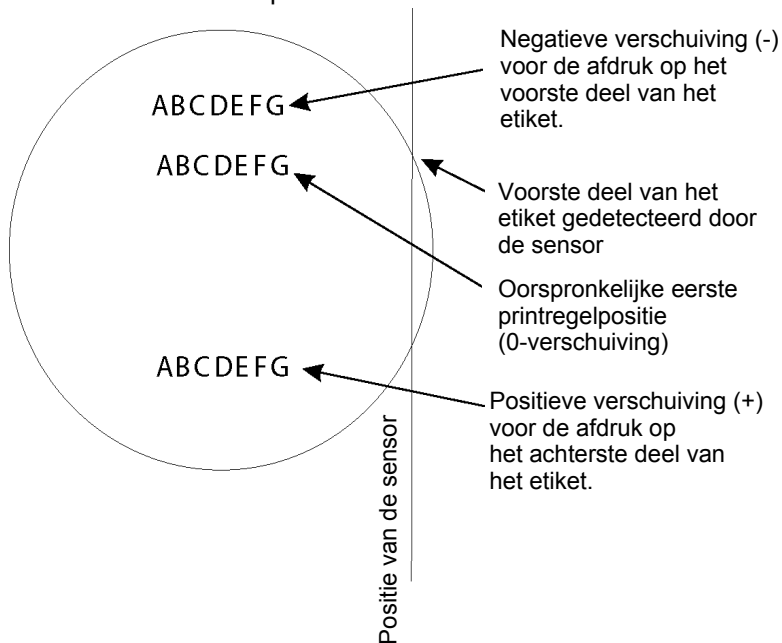 Negatieve verschuiving (-)
voor de afdruk op het
voorste deel van het
etiket.
ABCDEFG
ABCDEFG
Voorste deel van het
etiket gedetecteerd door
de sensor
Oorspronkelijke eerste
printregelpositie
(0-verschuiving)
ABCDEFG
Positieve verschuiving (+)
voor de afdruk op
het achterste deel van
het etiket.
Positie van de sensor